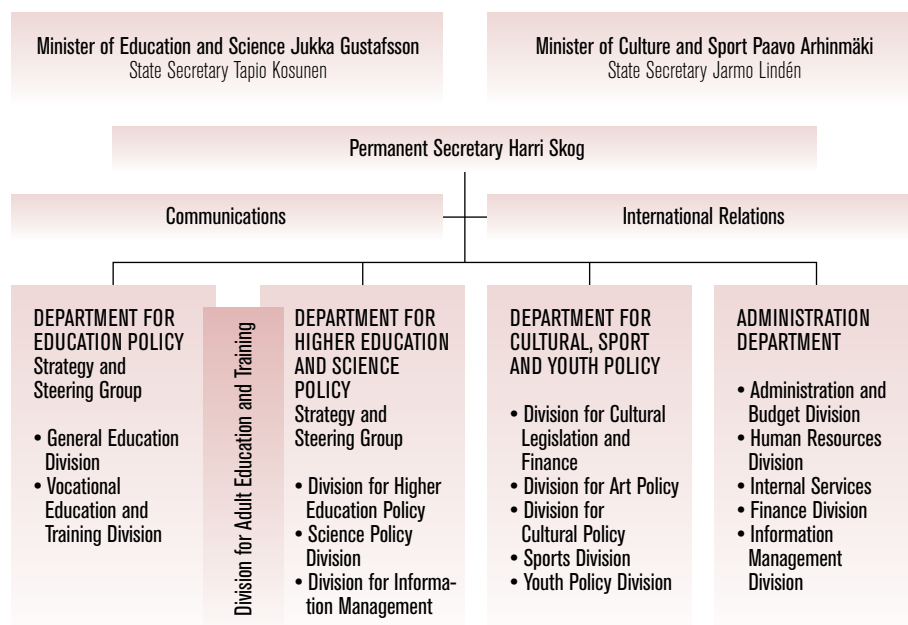 Minister of Education and Science Jukka Gustafsson
State Secretary Tapio Kosunen
Minister of Culture and Sport Paavo Arhinmäki
State Secretary Jarmo Lindén
Permanent Secretary Harri Skog
Communications
International Relations
DEPARTMENT FOR
EDUCATION POLICY
Strategy and
Steering Group
• General Education
Division
• Vocational
Education and
Training Division
Division for Adult Education and Training
DEPARTMENT FOR
HIGHER EDUCATION
AND SCIENCE
POLICY
Strategy and
Steering Group
• Division for Higher
Education Policy
• Science Policy
Division
• Division for Informa-
tion Management
DEPARTMENT FOR
CULTURAL, SPORT
AND YOUTH POLICY
• Division for Cultural
Legislation and
Finance
• Division for Art Policy
• Division for
Cultural Policy
• Sports Division
• Youth Policy Division
ADMINISTRATION
DEPARTMENT
• Administration and
Budget Division
• Human Resources
Division
• Internal Services
• Finance Division
• Information
Management
Division